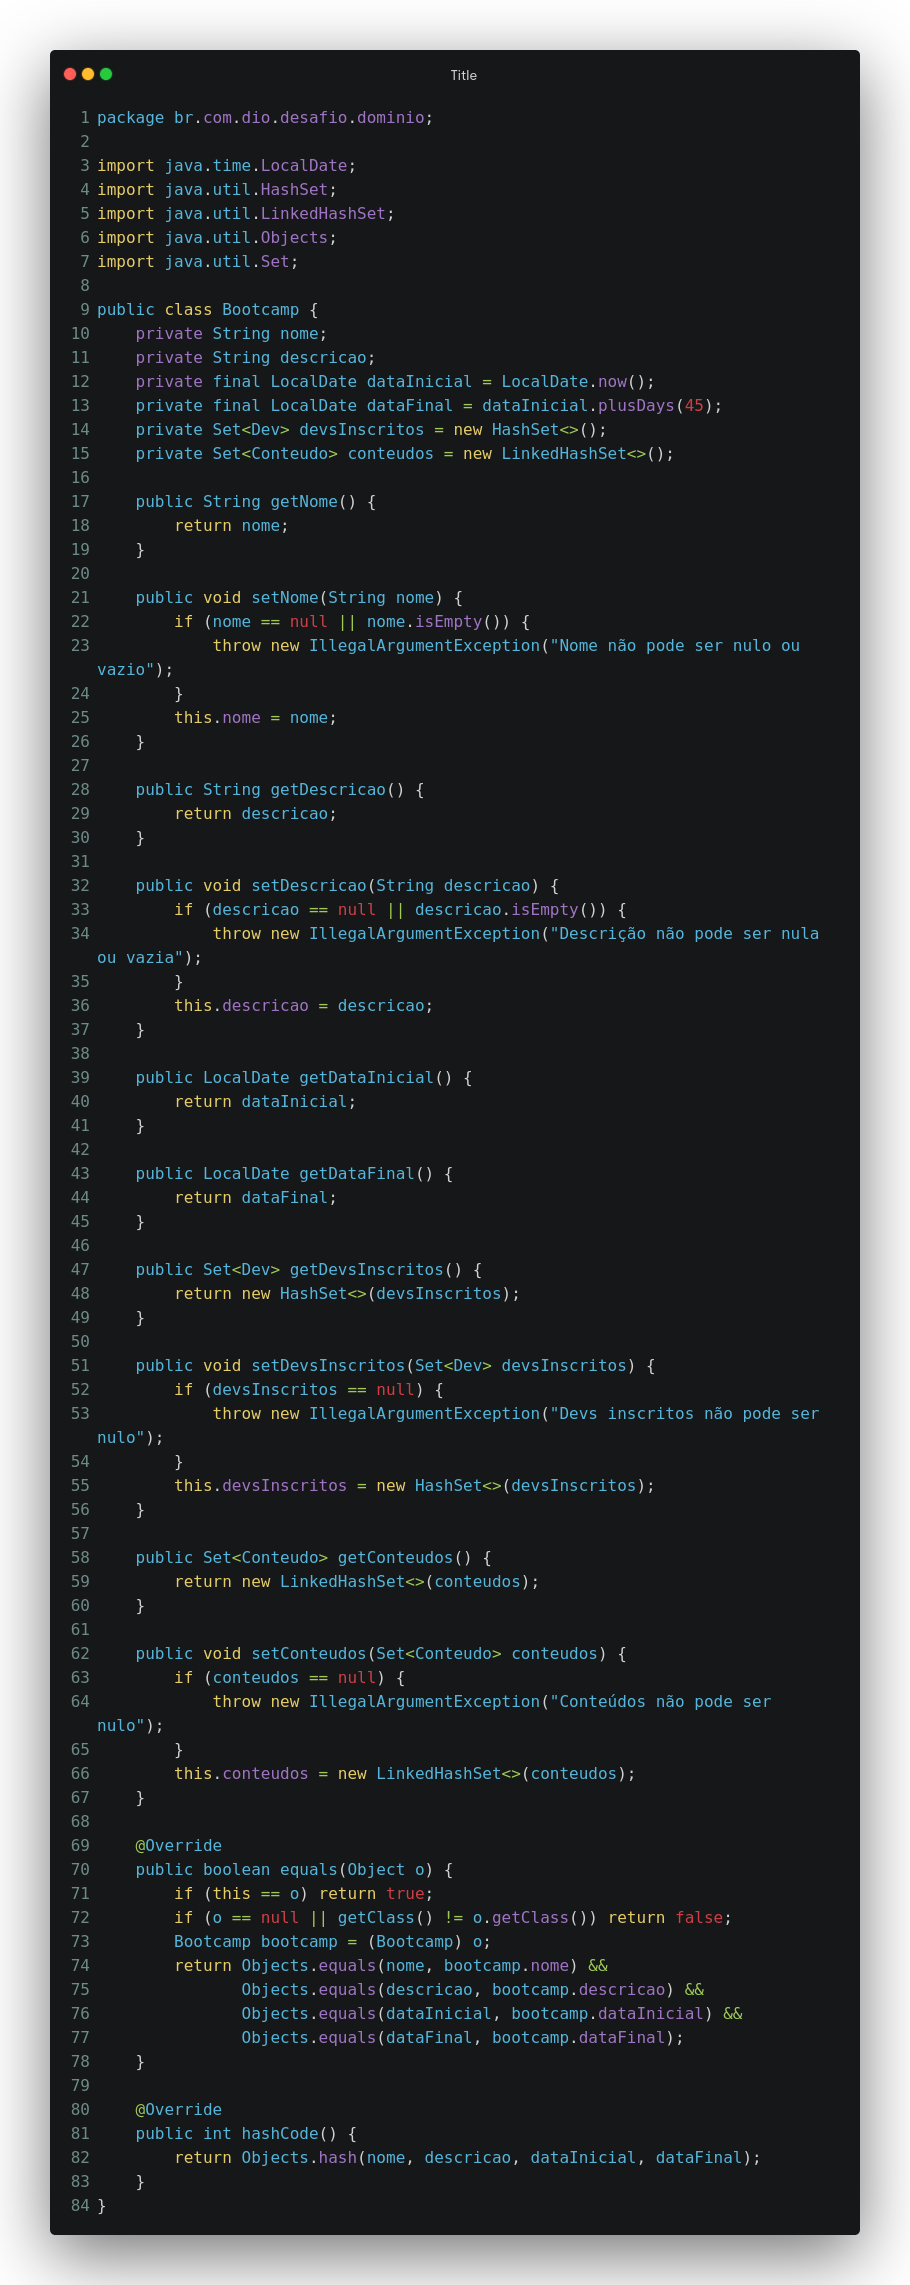 Title
1 package br.com.dio.desafio.dominio;
2
3 import java.time.LocalDate;
4 import java.util.HashSet;
5 import java.util.LinkedHashSet;
6 import java.util.Objects;
7 import java.util.Set;
8
9 public class Bootcamp {
10     private String nome;
11     private String descricao;
12     private final LocalDate dataInicial = LocalDate.now();
13     private final LocalDate dataFinal = dataInicial.plusDays(45);
14     private Set<Dev> devsInscritos = new HashSet<>();
15     private Set<Conteudo> conteudos = new LinkedHashSet<>();
16
17     public String getNome() {
18         return nome;
19     }
20
21     public void setNome(String nome) {
22         if (nome == null || nome.isEmpty()) {
23             throw new IllegalArgumentException("Nome não pode ser nulo ou
vazio");
24         }
25         this.nome = nome;
26     }
27
28     public String getDescricao() {
29         return descricao;
30     }
31
32     public void setDescricao(String descricao) {
33         if (descricao == null || descricao.isEmpty()) {
34             throw new IllegalArgumentException("Descrição não pode ser nula
ou vazia");
35         }
36         this.descricao = descricao;
37     }
38
39     public LocalDate getDataInicial() {
40         return dataInicial;
41     }
42
43     public LocalDate getDataFinal() {
44         return dataFinal;
45     }
46
47     public Set<Dev> getDevsInscritos() {
48         return new HashSet<>(devsInscritos);
49     }
50
51     public void setDevsInscritos(Set<Dev> devsInscritos) {
52         if (devsInscritos == null) {
53             throw new IllegalArgumentException("Devs inscritos não pode ser
nulo");
54         }
55         this.devsInscritos = new HashSet<>(devsInscritos);
56     }
57
58     public Set<Conteudo> getConteudos() {
59         return new LinkedHashSet<>(conteudos);
60     }
61
62     public void setConteudos(Set<Conteudo> conteudos) {
63         if (conteudos == null) {
64             throw new IllegalArgumentException("Conteúdos não pode ser
nulo");
65         }
66         this.conteudos = new LinkedHashSet<>(conteudos);
67     }
68
69     @Override
70     public boolean equals(Object o) {
71         if (this == o) return true;
72         if (o == null || getClass() != o.getClass()) return false;
73         Bootcamp bootcamp = (Bootcamp) o;
74         return Objects.equals(nome, bootcamp.nome) &&
75                Objects.equals(descricao, bootcamp.descricao) &&
76                Objects.equals(dataInicial, bootcamp.dataInicial) &&
77                Objects.equals(dataFinal, bootcamp.dataFinal);
78     }
79
80     @Override
81     public int hashCode() {
82         return Objects.hash(nome, descricao, dataInicial, dataFinal);
83     }
84 }